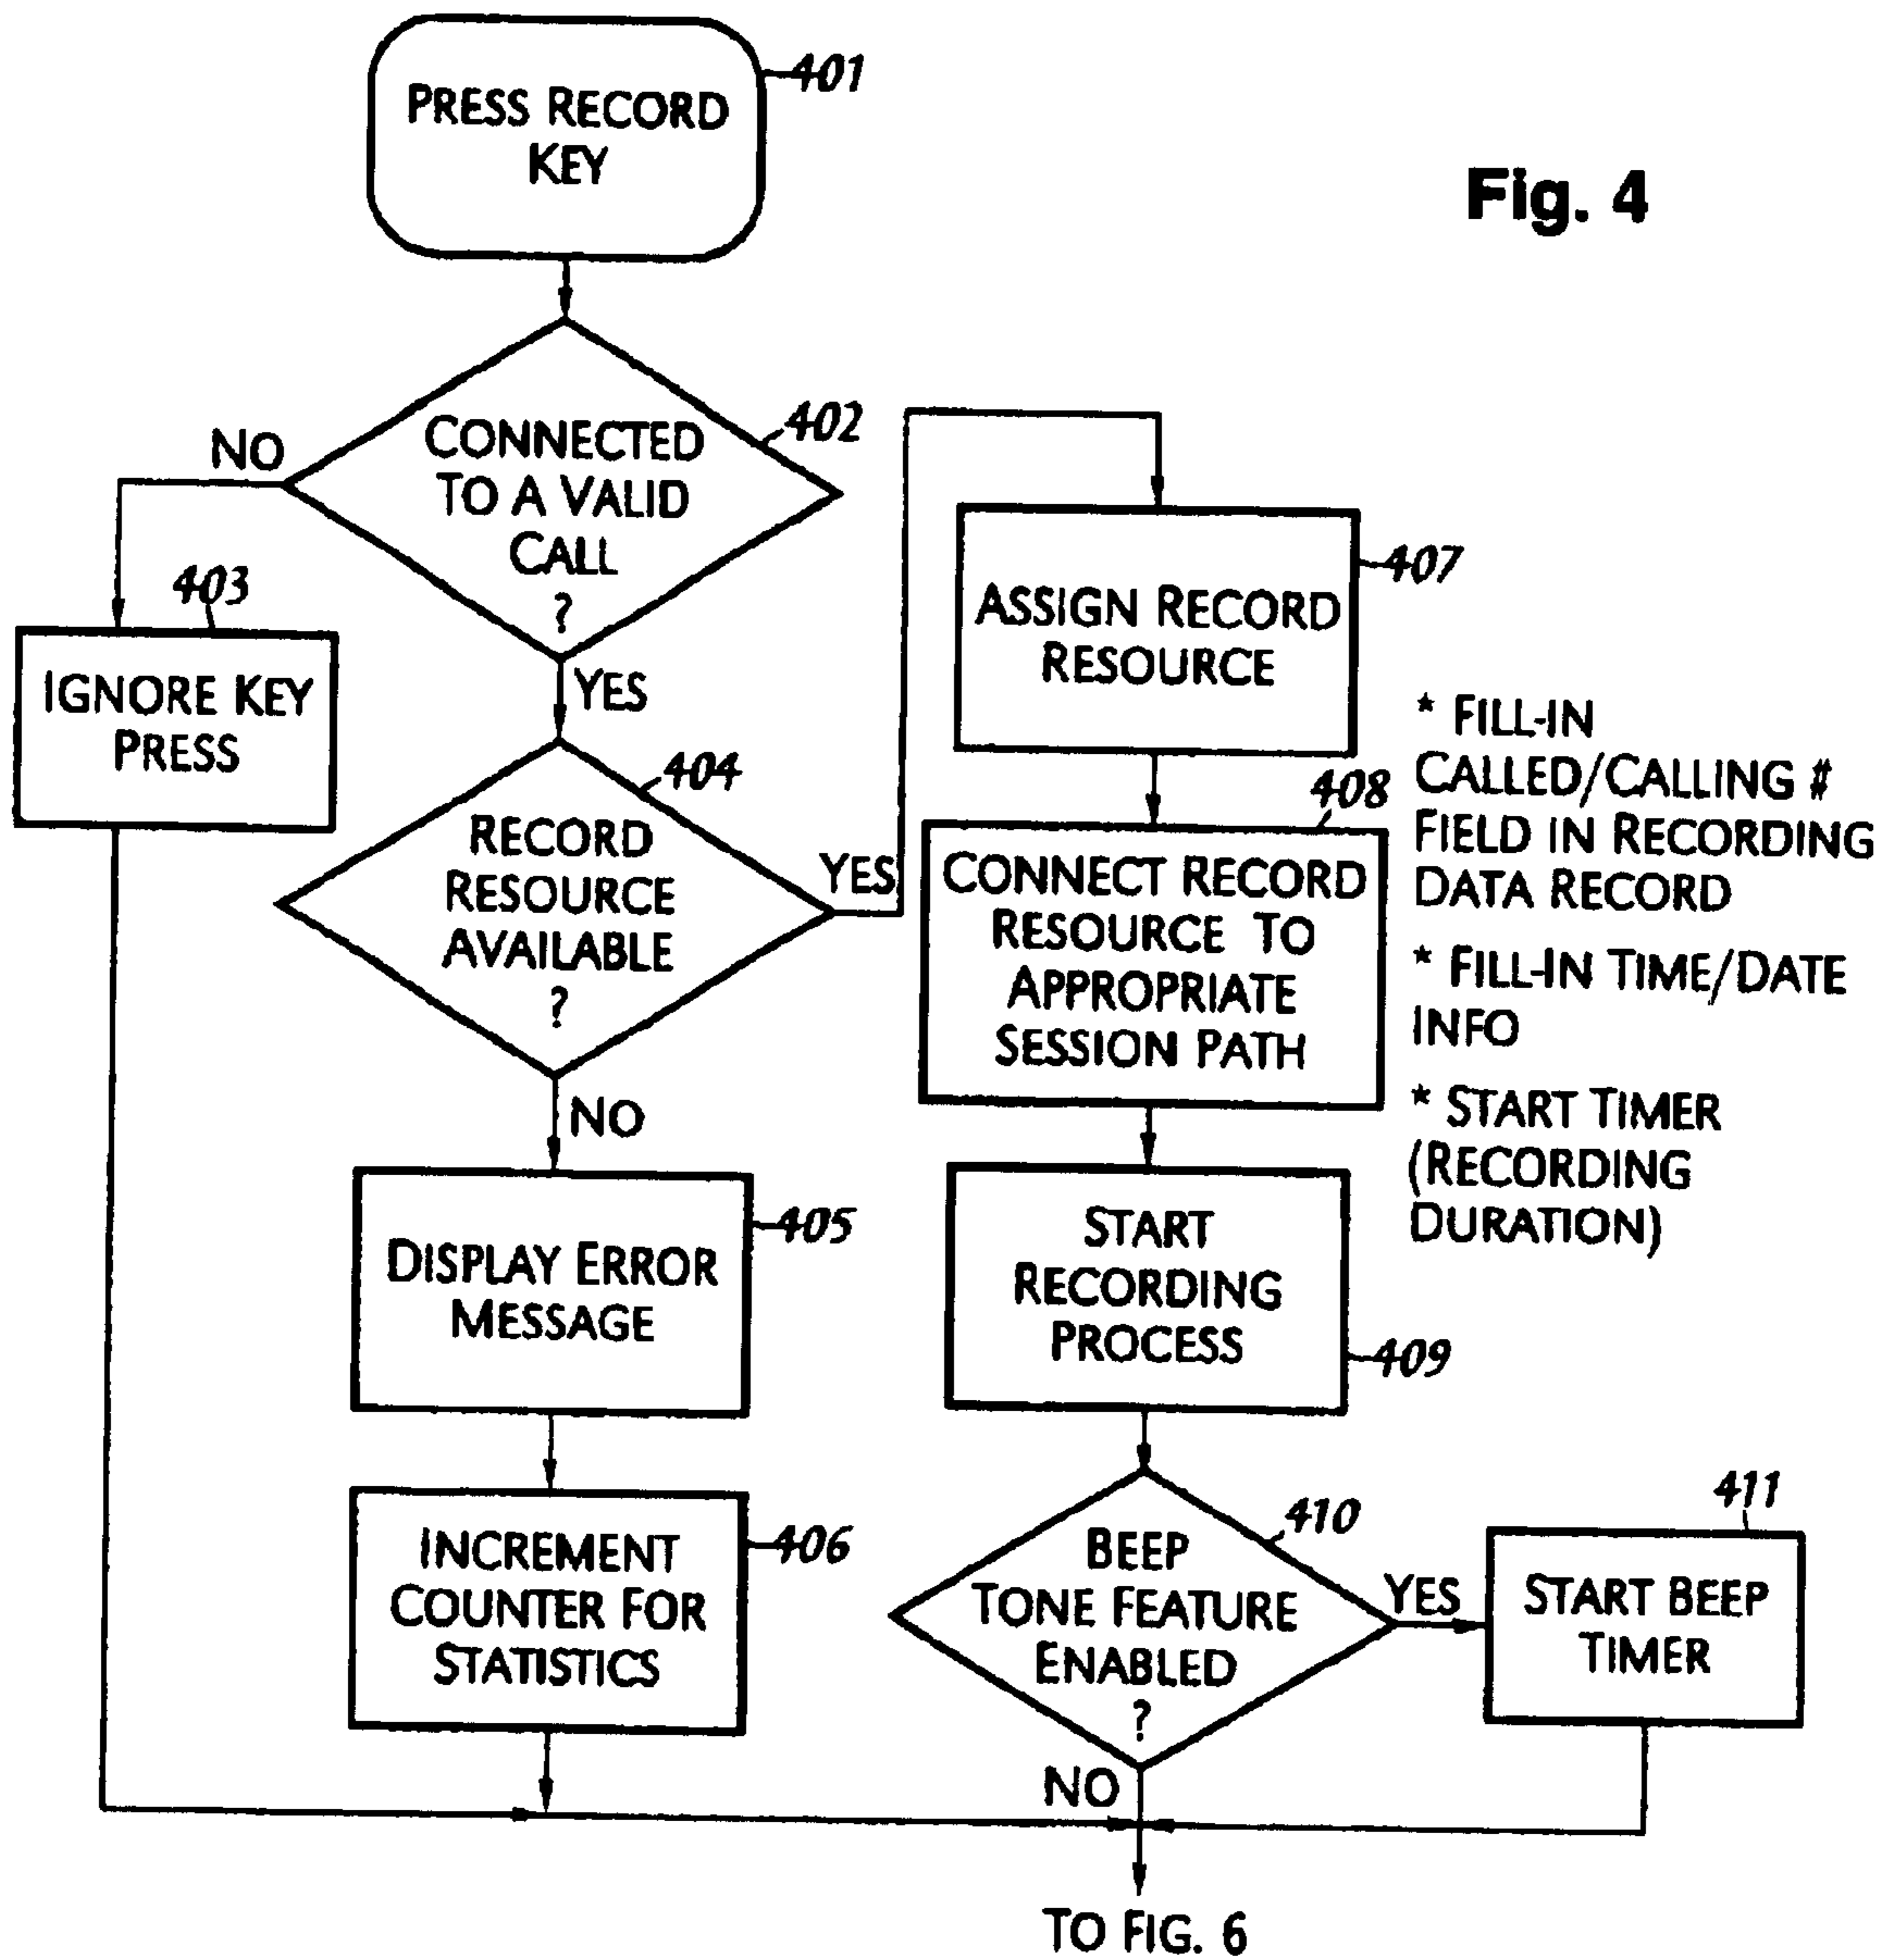 PRESS RECORD
KEY
401
Fig. 4
CONNECTED
TO A VALID
CALL
?
402
NO
YES
403
IGNORE KEY
PRESS
404
RECORD
RESOURCE
AVAILABLE
?
YES
NO
405
DISPLAY ERROR
MESSAGE
406
INCREMENT
COUNTER FOR
STATISTICS
407
ASSIGN RECORD
RESOURCE
408
CONNECT RECORD
RESOURCE TO
APPROPRIATE
SESSION PATH
* FILL-IN
CALLED/CALLING #
FIELD IN RECORDING
DATA RECORD
* FILL-IN TIME/DATE
INFO
* START TIMER
(RECORDING
DURATION)
START
RECORDING
PROCESS
409
410
BEEP
TONE FEATURE
ENABLED
?
YES
NO
411
START BEEP
TIMER
TO FIG. 6